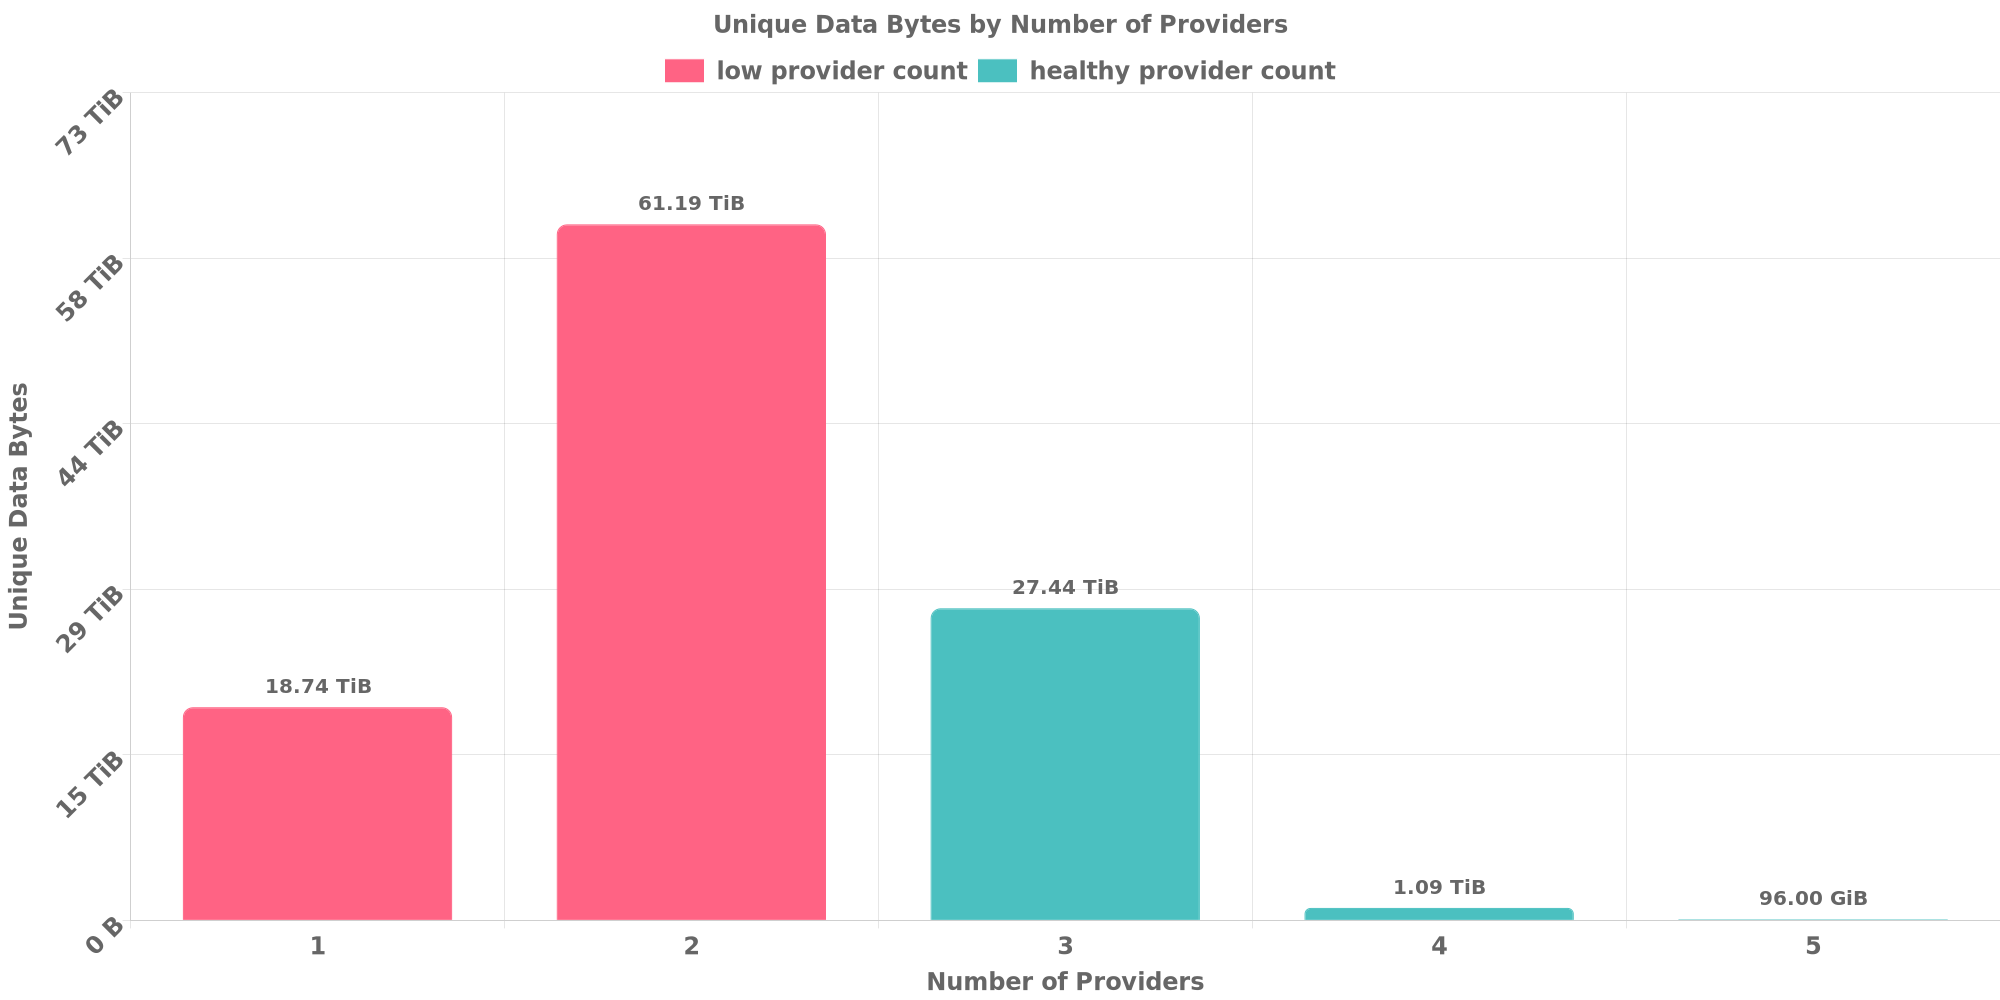 Unique Data Bytes by Number of Providers
low provider count healthy provider count
73 TiB
58 TiB
44 TiB
29 TiB
15 TiB
0 B
Unique Data Bytes
18.74 TiB
61.19 TiB
27.44 TiB
1.09 TiB
96.00 GiB
1 2 3 4 5
Number of Providers